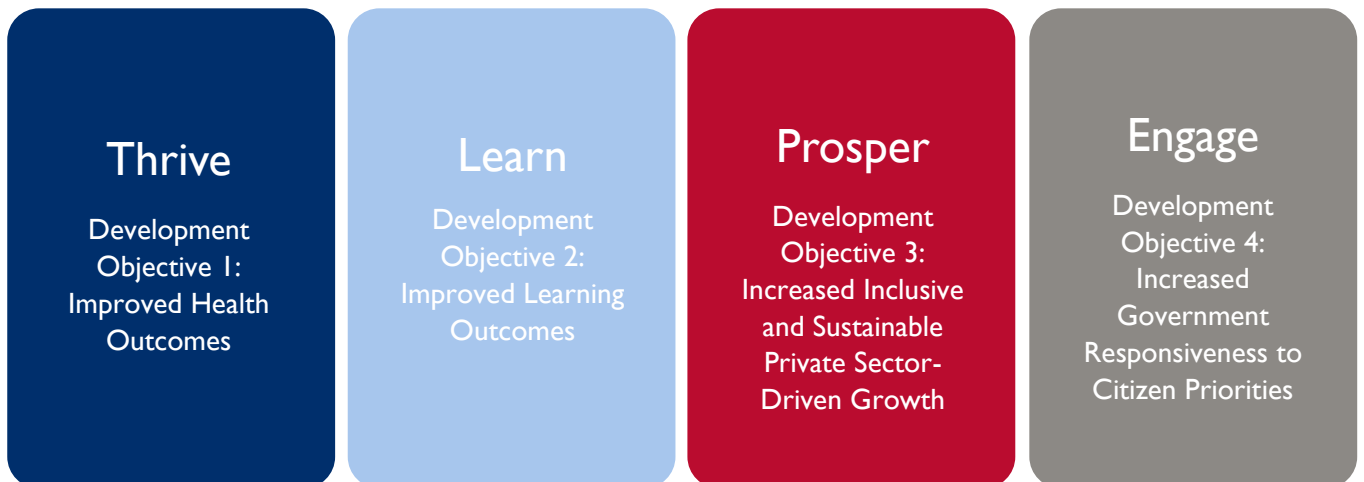 Thrive
Development
Objective 1:
Improved Health
Outcomes
Learn
Development
Objective 2:
Improved Learning
Outcomes
Prosper
Development
Objective 3:
Increased Inclusive
and Sustainable
Private Sector-
Driven Growth
Engage
Development
Objective 4:
Increased
Government
Responsiveness to
Citizen Priorities